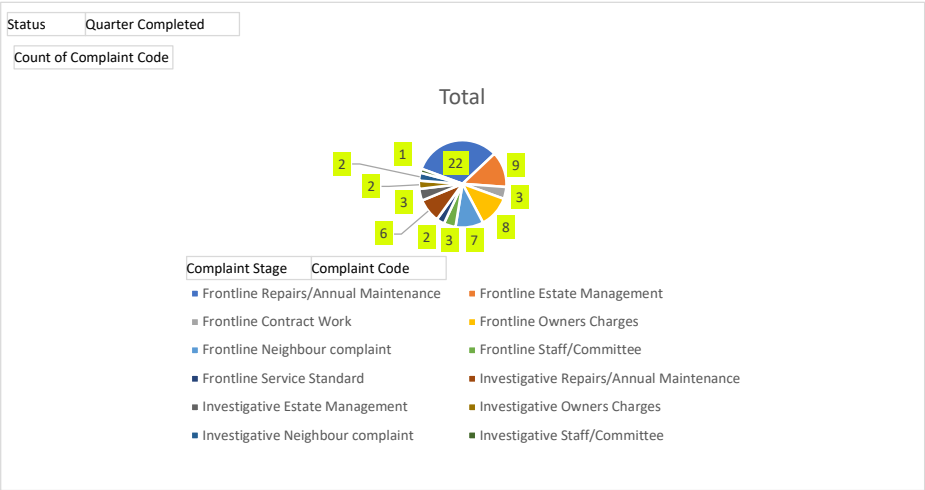 Status Quarter Completed
Count of Complaint Code
Total
1 22 9
2
2 3
3
6 2 3 7 8
Complaint Stage Complaint Code
Frontline Repairs/Annual Maintenance Frontline Estate Management
Frontline Contract Work Frontline Owners Charges
Frontline Neighbour complaint Frontline Staff/Committee
Frontline Service Standard Investigative Repairs/Annual Maintenance
Investigative Estate Management Investigative Owners Charges
Investigative Neighbour complaint Investigative Staff/Committee